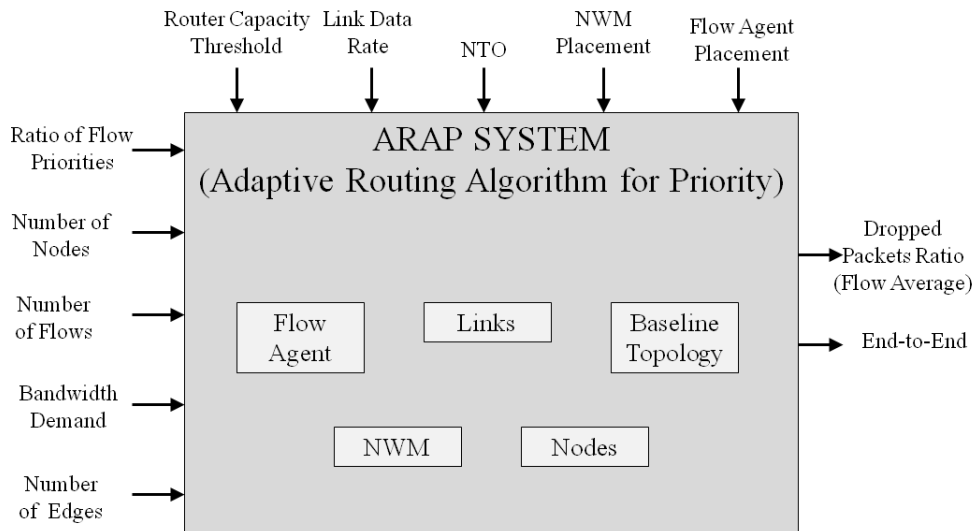 Router Capacity
Threshold
Link Data
Rate
NTO
NWM
Placement
Flow Agent
Placement
Ratio of Flow
Priorities
Number of
Nodes
Number
of Flows
Bandwidth
Demand
Number
of Edges
ARAP SYSTEM
(Adaptive Routing Algorithm for Priority)
Flow
Agent
Links
Baseline
Topology
NWM
Nodes
Dropped
Packets Ratio
(Flow Average)
End-to-End